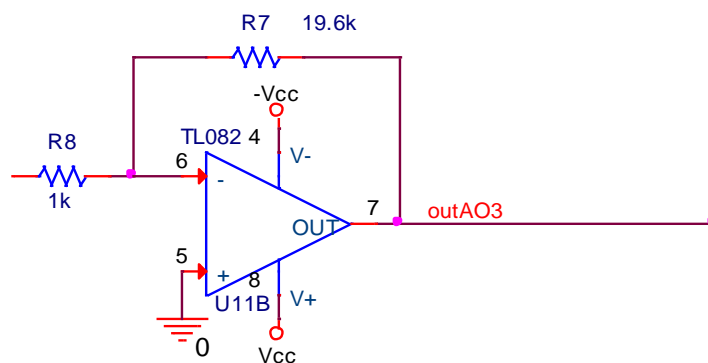 R7 19.6k
-Vcc
R8
TL082 4
6
V-
1k
-
7
outAO3
OUT
5
+
8
V+
U11B
0
Vcc